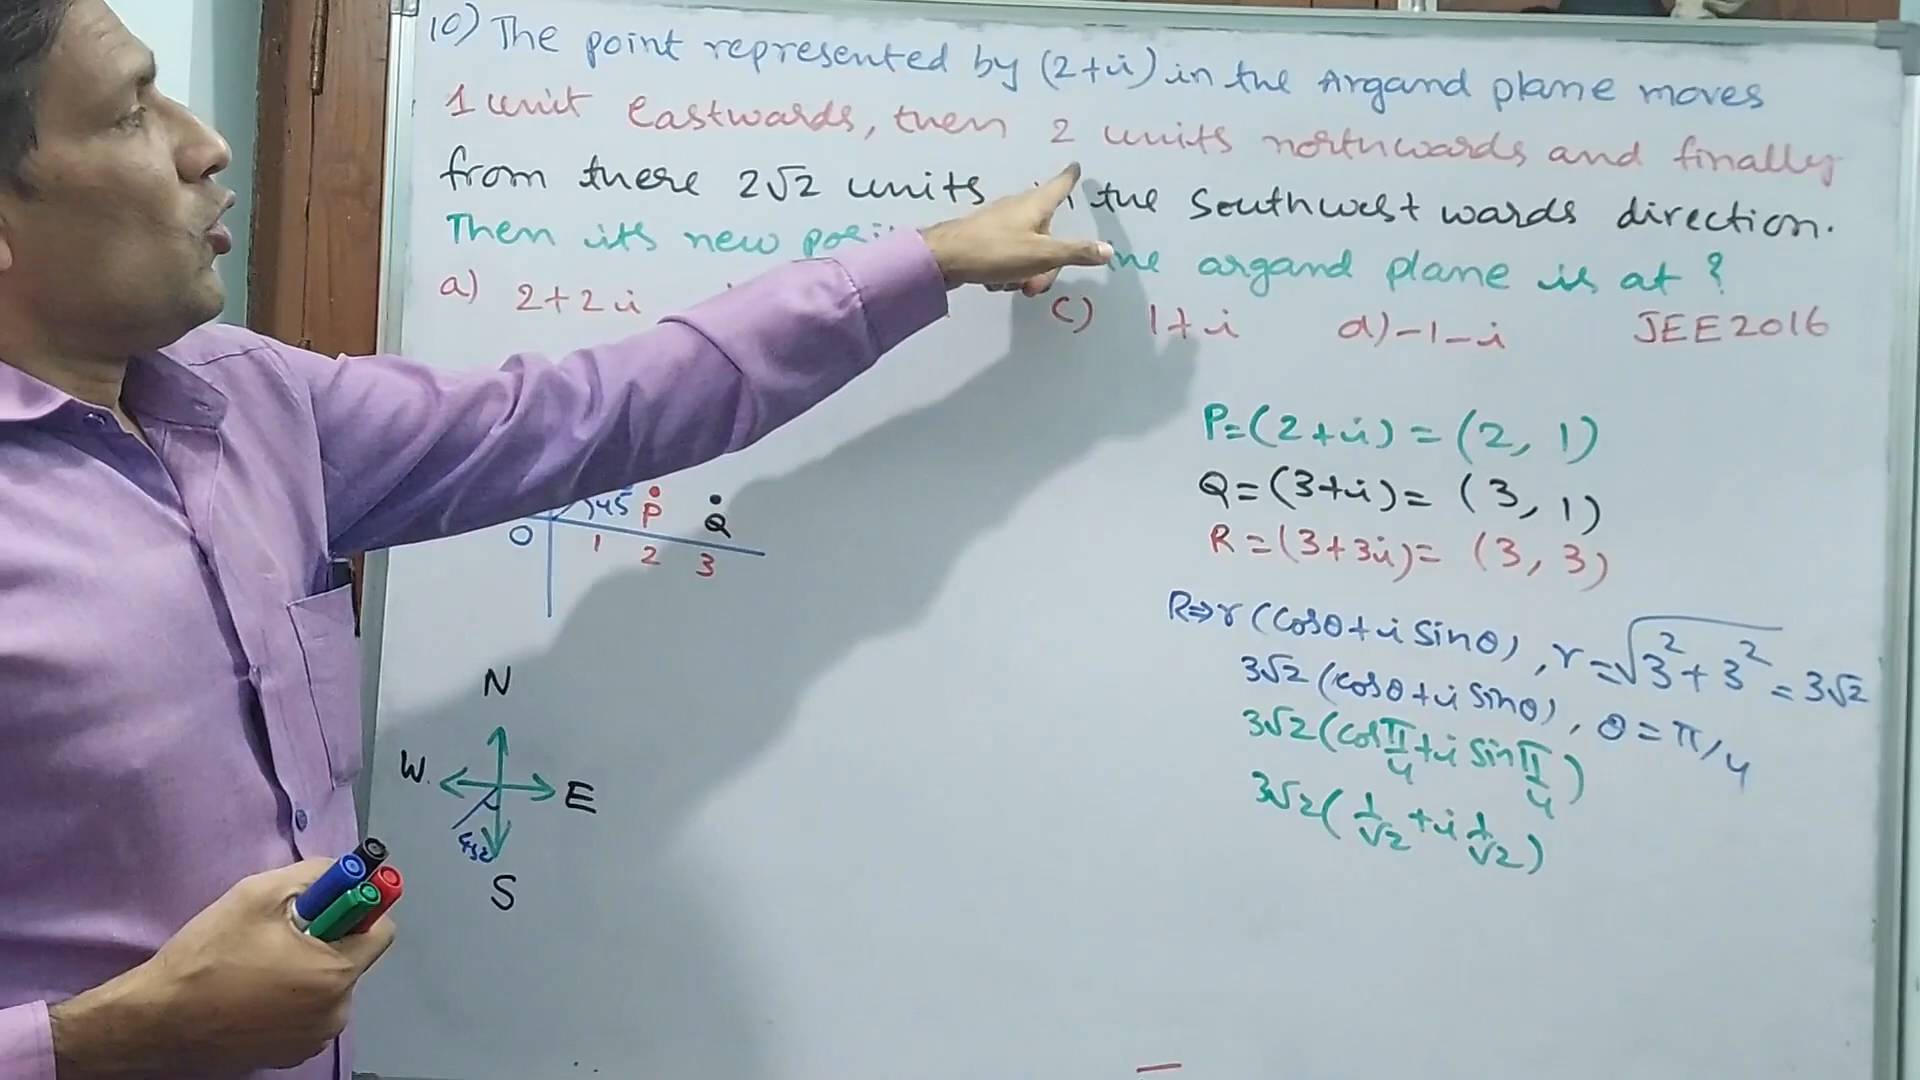 10) The point represented by (2+i) in the Argand plane moves
1 unit Eastwards, then 2 units northwards and finally
from there 2√2 units the Southwest wards direction.
Then its new argand plane is at ?
a) 2+2i c) 1+i d) -1-i JEE 2016
P=(2+i) = (2, 1)
Q=(3+i)= (3, 1)
R=(3+3i)= (3, 3)
R⇒r(cosθ+i sinθ), r=√3²+3² = 3√2
3√2(cosθ+i sinθ), θ=π/4
3√2(cosπ/4+i sinπ/4)
3√2(1/√2+i 1/√2)
45 P Q
O 1 2 3
N
W. E
45
S